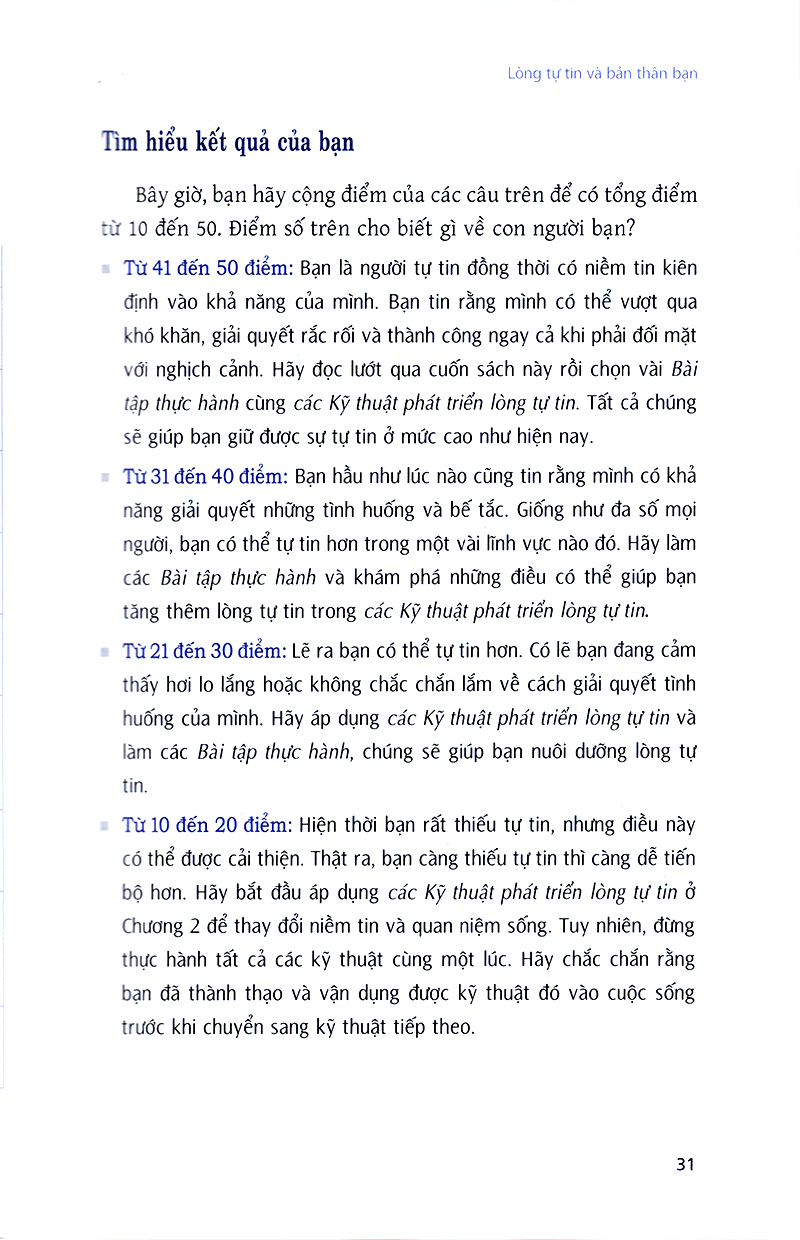 Lòng tự tin và bản thân bạn
Tìm hiểu kết quả của bạn
Bây giờ, bạn hãy cộng điểm của các câu trên để có tổng điểm
từ 10 đến 50. Điểm số trên cho biết gì về con người bạn?
Từ 41 đến 50 điểm: Bạn là người tự tin đồng thời có niềm tin kiên
định vào khả năng của mình. Bạn tin rằng mình có thể vượt qua
khó khăn, giải quyết rắc rối và thành công ngay cả khi phải đối mặt
với nghịch cảnh. Hãy đọc lướt qua cuốn sách này rồi chọn vài Bài
tập thực hành cùng các Kỹ thuật phát triển lòng tự tin. Tất cả chúng
sẽ giúp bạn giữ được sự tự tin ở mức cao như hiện nay.
Từ 31 đến 40 điểm: Bạn hầu như lúc nào cũng tin rằng mình có khả
năng giải quyết những tình huống và bế tắc. Giống như đa số mọi
người, bạn có thể tự tin hơn trong một vài lĩnh vực nào đó. Hãy làm
các Bài tập thực hành và khám phá những điều có thể giúp bạn
tăng thêm lòng tự tin trong các Kỹ thuật phát triển lòng tự tin.
Từ 21 đến 30 điểm: Lẽ ra bạn có thể tự tin hơn. Có lẽ bạn đang cảm
thấy hơi lo lắng hoặc không chắc chắn lắm về cách giải quyết tình
huống của mình. Hãy áp dụng các Kỹ thuật phát triển lòng tự tin và
làm các Bài tập thực hành, chúng sẽ giúp bạn nuôi dưỡng lòng tự
tin.
Từ 10 đến 20 điểm: Hiện thời bạn rất thiếu tự tin, nhưng điều này
có thể được cải thiện. Thật ra, bạn càng thiếu tự tin thì càng dễ tiến
bộ hơn. Hãy bắt đầu áp dụng các Kỹ thuật phát triển lòng tự tin ở
Chương 2 để thay đổi niềm tin và quan niệm sống. Tuy nhiên, đừng
thực hành tất cả các kỹ thuật cùng một lúc. Hãy chắc chắn rằng
bạn đã thành thạo và vận dụng được kỹ thuật đó vào cuộc sống
trước khi chuyển sang kỹ thuật tiếp theo.
31